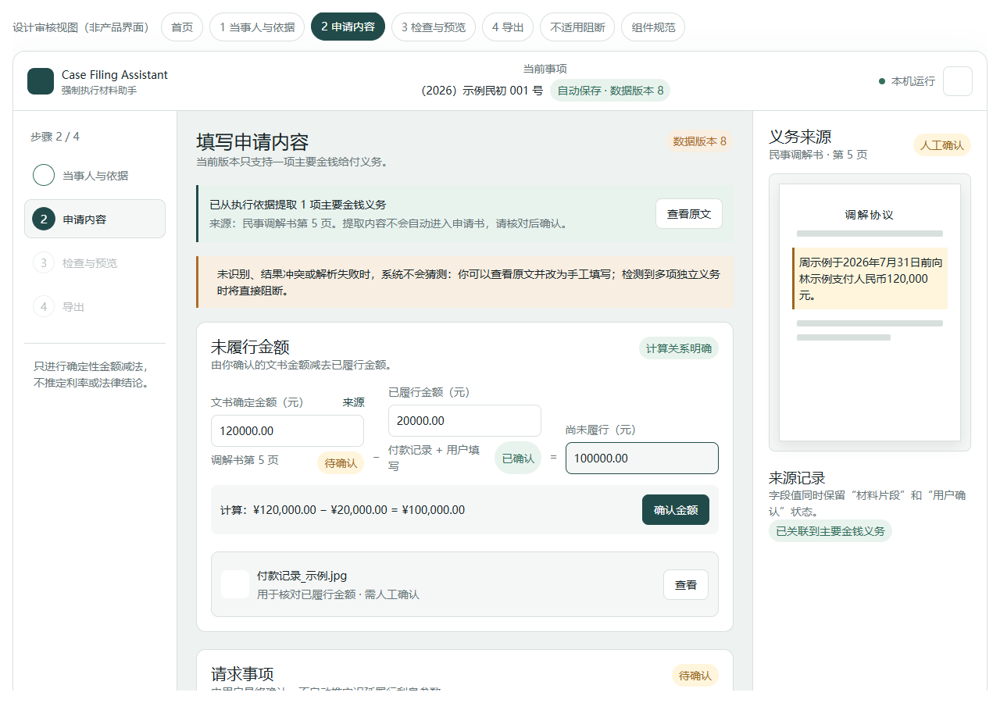 设计审核视图（非产品界面）
首页
1 当事人与依据
2 申请内容
3 检查与预览
4 导出
不适用阻断
组件规范
Case Filing Assistant
强制执行材料助手
当前事项
（2026）示例民初 001 号
自动保存 · 数据版本 8
本机运行
步骤 2 / 4
当事人与依据
2 申请内容
3 检查与预览
4 导出
只进行确定性金额减法，
不推定利率或法律结论。
填写申请内容
数据版本 8
当前版本只支持一项主要金钱给付义务。
已从执行依据提取 1 项主要金钱义务
来源：民事调解书第 5 页。提取内容不会自动进入申请书，请核对后确认。
查看原文
未识别、结果冲突或解析失败时，系统不会猜测：你可以查看原文并改为手工填写；检测到多项独立义务
时将直接阻断。
未履行金额
由你确认的文书金额减去已履行金额。
计算关系明确
文书确定金额（元）
来源
120000.00
调解书第 5 页
待确认
−
已履行金额（元）
20000.00
付款记录 + 用户填
写
已确认
=
尚未履行（元）
100000.00
计算：¥120,000.00 − ¥20,000.00 = ¥100,000.00
确认金额
付款记录_示例.jpg
用于核对已履行金额 · 需人工确认
查看
请求事项
待确认
义务来源
民事调解书 · 第 5 页
人工确认
调解协议
周示例于2026年7月31日前向
林示例支付人民币120,000
元。
来源记录
字段值同时保留“材料片段”和“用户确
认”状态。
已关联到主要金钱义务